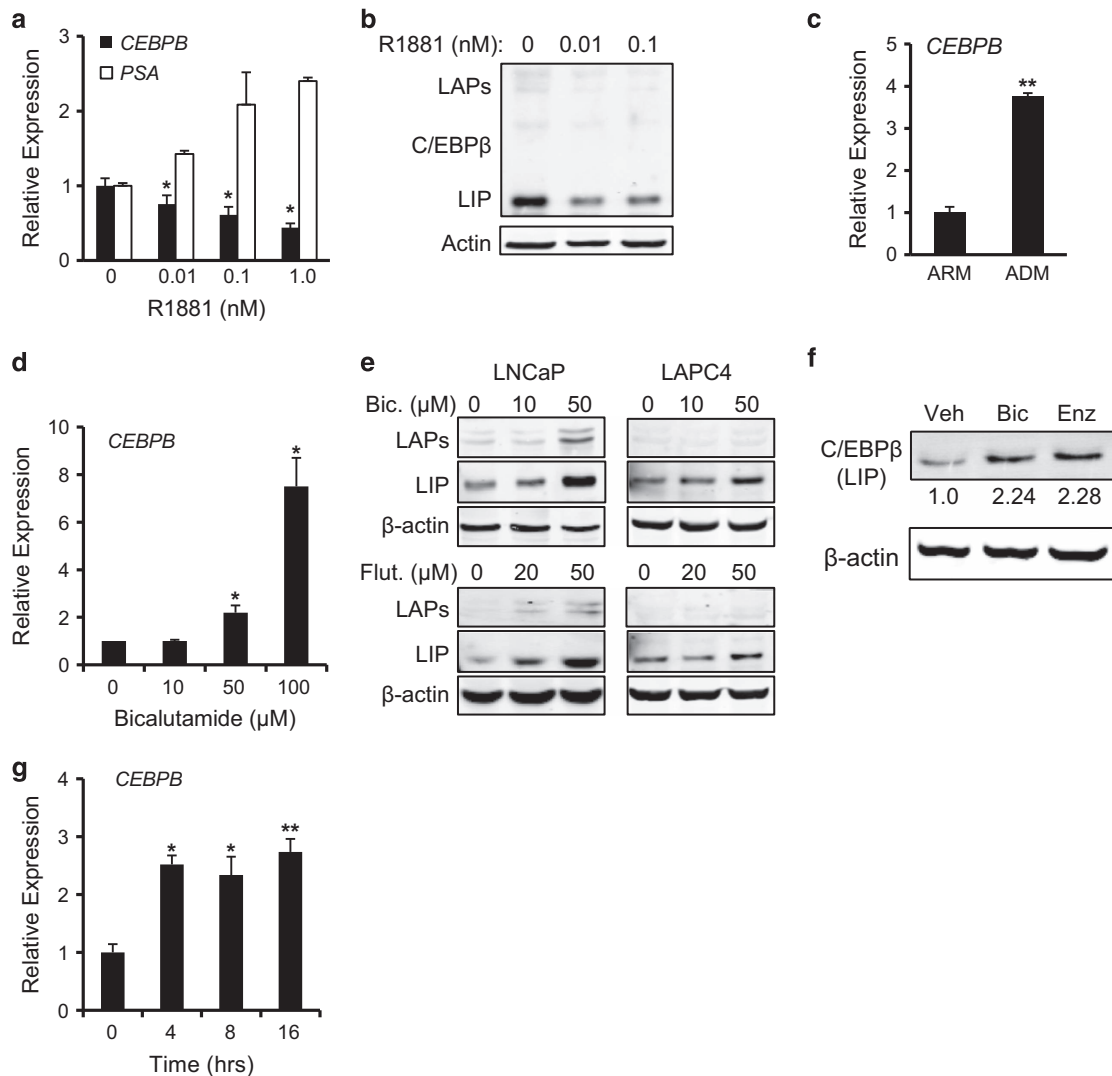 a
3
2
1
0
Relative Expression
CEBPB
PSA
*
*
*
0 0.01 0.1 1.0
R1881 (nM)
b
R1881 (nM): 0 0.01 0.1
LAPs
C/EBPβ
LIP
Actin
c
CEBPB
5
4
3
2
1
0
Relative Expression
**
ARM ADM
d
CEBPB
10
8
6
4
2
0
Relative Expression
*
*
0 10 50 100
Bicalutamide (µM)
e
LNCaP LAPC4
Bic. (µM) 0 10 50 0 10 50
LAPs
LIP
β-actin
Flut. (µM) 0 20 50 0 20 50
LAPs
LIP
β-actin
f
Veh Bic Enz
C/EBPβ
(LIP)
1.0 2.24 2.28
β-actin
g
CEBPB
4
3
2
1
0
Relative Expression
*
*
**
0 4 8 16
Time (hrs)